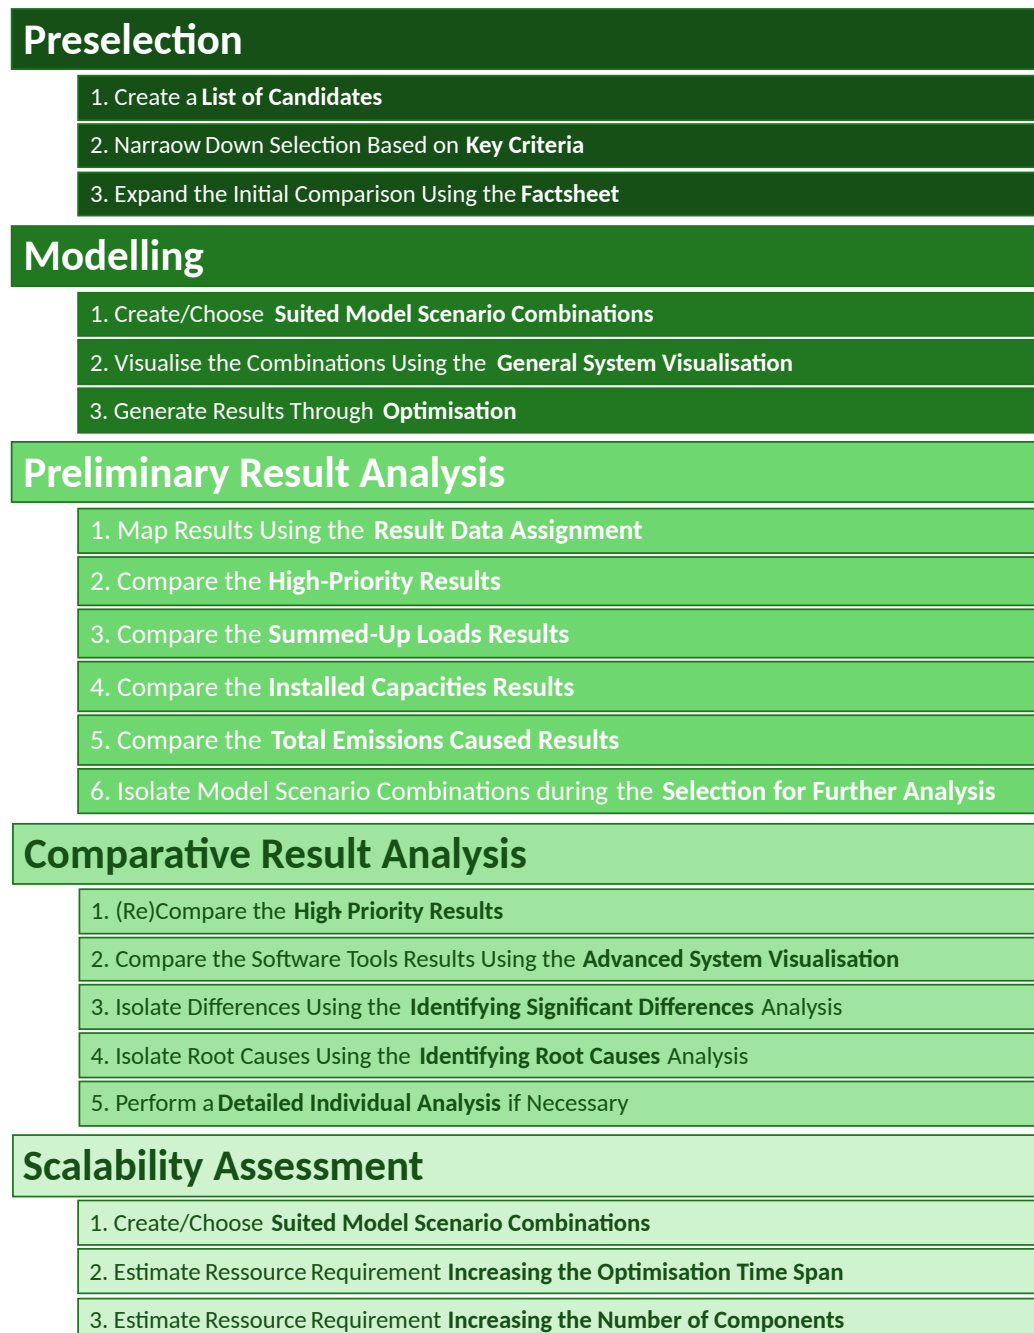 Preselection
1. Create a List of Candidates
2. Narraow Down Selection Based on Key Criteria
3. Expand the Initial Comparison Using the Factsheet
Modelling
1. Create/Choose Suited Model Scenario Combinations
2. Visualise the Combinations Using the General System Visualisation
3. Generate Results Through Optimisation
Preliminary Result Analysis
1. Map Results Using the Result Data Assignment
2. Compare the High-Priority Results
3. Compare the Summed-Up Loads Results
4. Compare the Installed Capacities Results
5. Compare the Total Emissions Caused Results
6. Isolate Model Scenario Combinations during the Selection for Further Analysis
Comparative Result Analysis
1. (Re)Compare the High-Priority Results
2. Compare the Software Tools Results Using the Advanced System Visualisation
3. Isolate Differences Using the Identifying Significant Differences Analysis
4. Isolate Root Causes Using the Identifying Root Causes Analysis
5. Perform a Detailed Individual Analysis if Necessary
Scalability Assessment
1. Create/Choose Suited Model Scenario Combinations
2. Estimate Ressource Requirement Increasing the Optimisation Time Span
3. Estimate Ressource Requirement Increasing the Number of Components